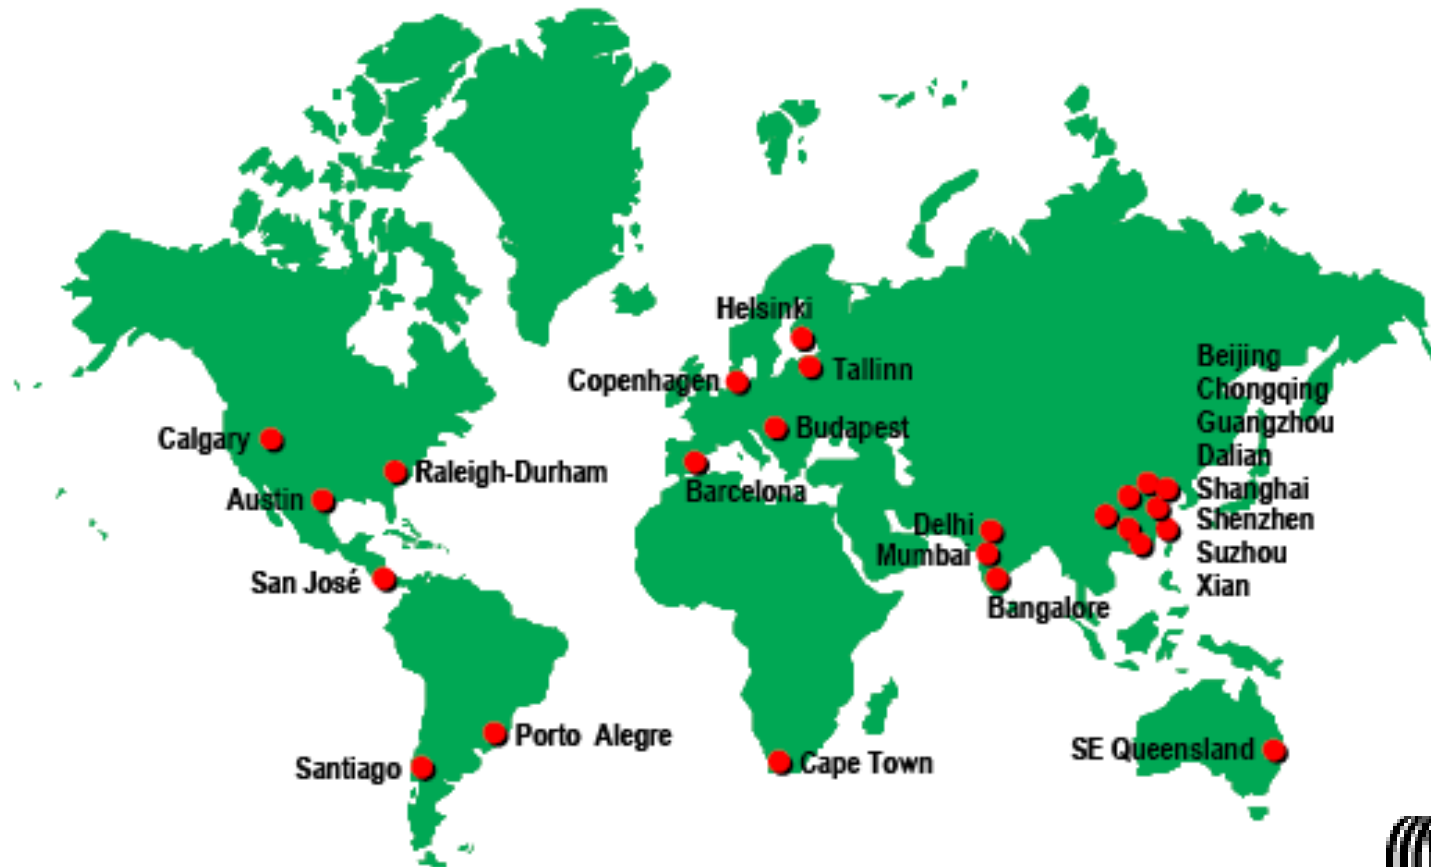 Helsinki
Copenhagen
Tallinn
Budapest
Barcelona
Calgary
Raleigh-Durham
Austin
San José
Porto Alegre
Santiago
Cape Town
Delhi
Mumbai
Bangalore
Beijing
Chongqing
Guangzhou
Dalian
Shanghai
Shenzhen
Suzhou
Xian
SE Queensland